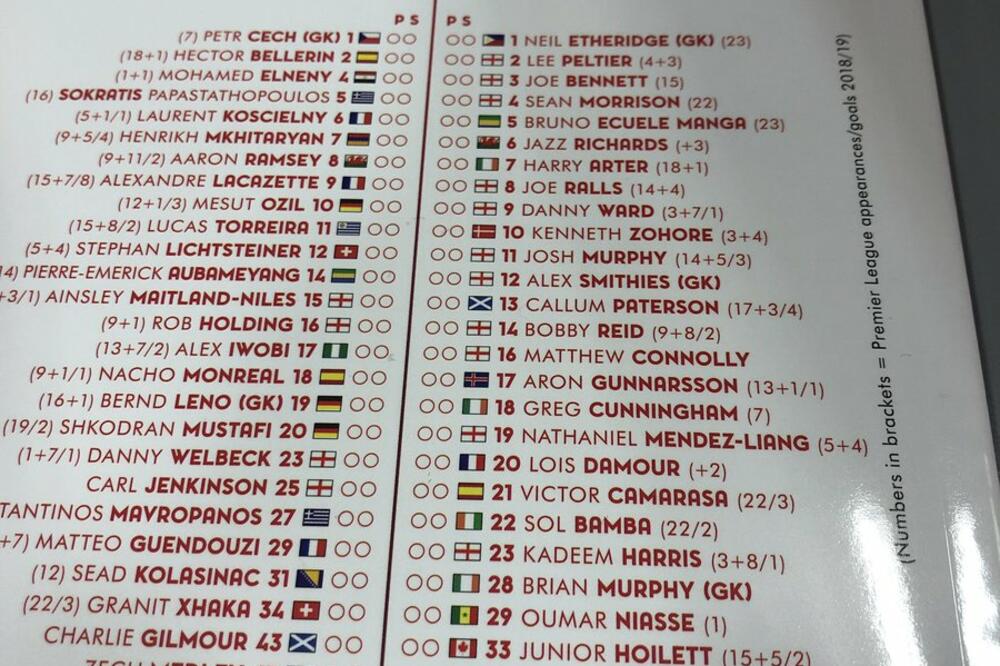 P S
(7) PETR CECH (GK) 1
(18+1) HECTOR BELLERIN 2
(1+1) MOHAMED ELNENY 4
(16) SOKRATIS PAPASTATHOPOULOS 5
(5+1/1) LAURENT KOSCIELNY 6
(9+5/4) HENRIKH MKHITARYAN 7
(9+11/2) AARON RAMSEY 8
(15+7/8) ALEXANDRE LACAZETTE 9
(12+1/3) MESUT OZIL 10
(15+8/2) LUCAS TORREIRA 11
(5+4) STEPHAN LICHTSTEINER 12
14) PIERRE-EMERICK AUBAMEYANG 14
+3/1) AINSLEY MAITLAND-NILES 15
(9+1) ROB HOLDING 16
(13+7/2) ALEX IWOBI 17
(9+1/1) NACHO MONREAL 18
(16+1) BERND LENO (GK) 19
(19/2) SHKODRAN MUSTAFI 20
(1+7/1) DANNY WELBECK 23
CARL JENKINSON 25
TANTINOS MAVROPANOS 27
+7) MATTEO GUENDOUZI 29
(12) SEAD KOLASINAC 31
(22/3) GRANIT XHAKA 34
CHARLIE GILMOUR 43
P S
1 NEIL ETHERIDGE (GK) (23)
2 LEE PELTIER (4+3)
3 JOE BENNETT (15)
4 SEAN MORRISON (22)
5 BRUNO ECUELE MANGA (23)
6 JAZZ RICHARDS (+3)
7 HARRY ARTER (18+1)
8 JOE RALLS (14+4)
9 DANNY WARD (3+7/1)
10 KENNETH ZOHORE (3+4)
11 JOSH MURPHY (14+5/3)
12 ALEX SMITHIES (GK)
13 CALLUM PATERSON (17+3/4)
14 BOBBY REID (9+8/2)
16 MATTHEW CONNOLLY
17 ARON GUNNARSSON (13+1/1)
18 GREG CUNNINGHAM (7)
19 NATHANIEL MENDEZ-LIANG (5+4)
20 LOIS DAMOUR (+2)
21 VICTOR CAMARASA (22/3)
22 SOL BAMBA (22/2)
23 KADEEM HARRIS (3+8/1)
28 BRIAN MURPHY (GK)
29 OUMAR NIASSE (1)
33 JUNIOR HOILETT (15+5/2)
(Numbers in brackets = Premier League appearances/goals 2018/19)